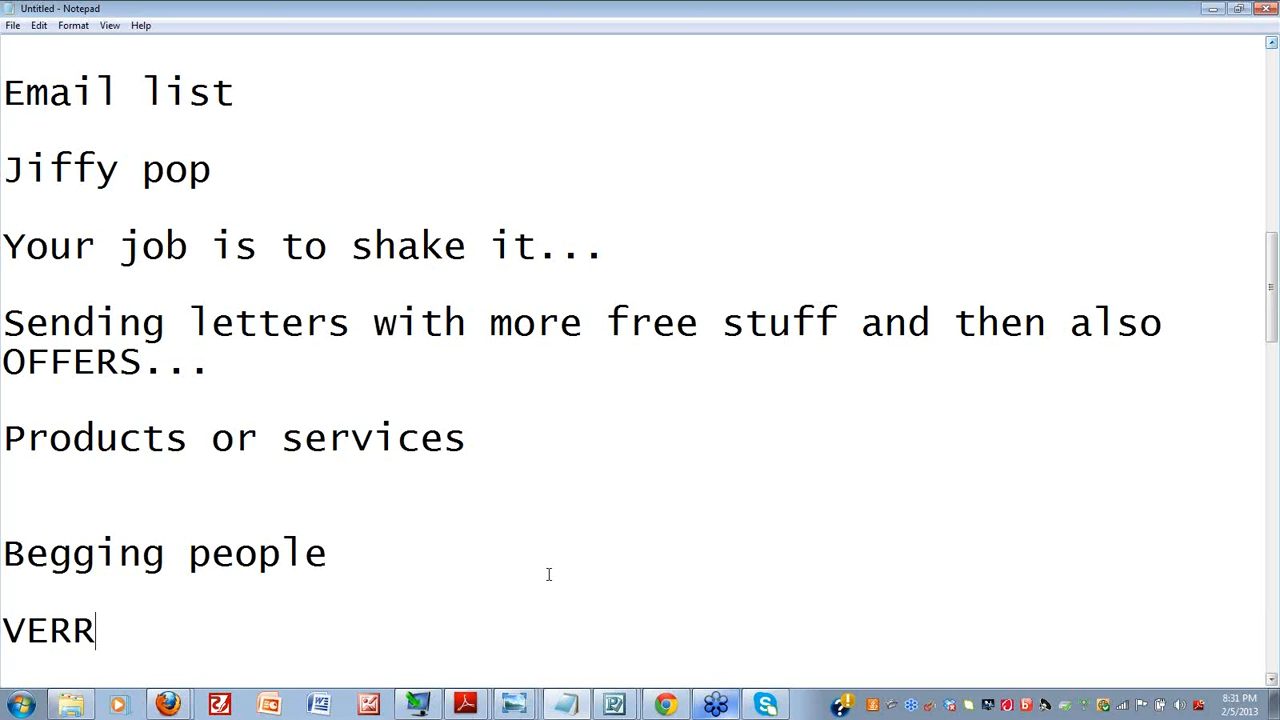 Untitled - Notepad
File Edit Format View Help
Email list
Jiffy pop
Your job is to shake it...
Sending letters with more free stuff and then also
OFFERS...
Products or services
Begging people
VERR
8:31 PM
2/5/2013